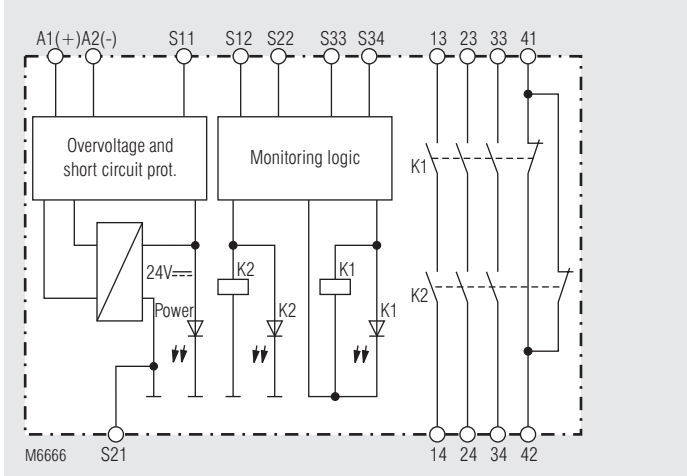 A1(+) A2(-) S11 S12 S22 S33 S34 13 23 33 41
Overvoltage and
short circuit prot.
Monitoring logic
K1
24V
K2
K1
K2
Power
K2
K1
M6666
S21
14 24 34 42